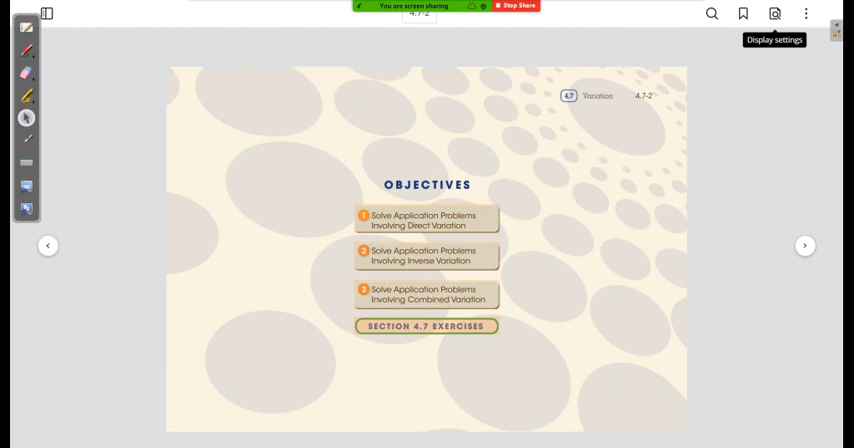 You are screen sharing
Stop Share
4.7-2
Display settings
4.7 Variation 4.7-2
OBJECTIVES
1 Solve Application Problems
Involving Direct Variation
2 Solve Application Problems
Involving Inverse Variation
3 Solve Application Problems
Involving Combined Variation
SECTION 4.7 EXERCISES